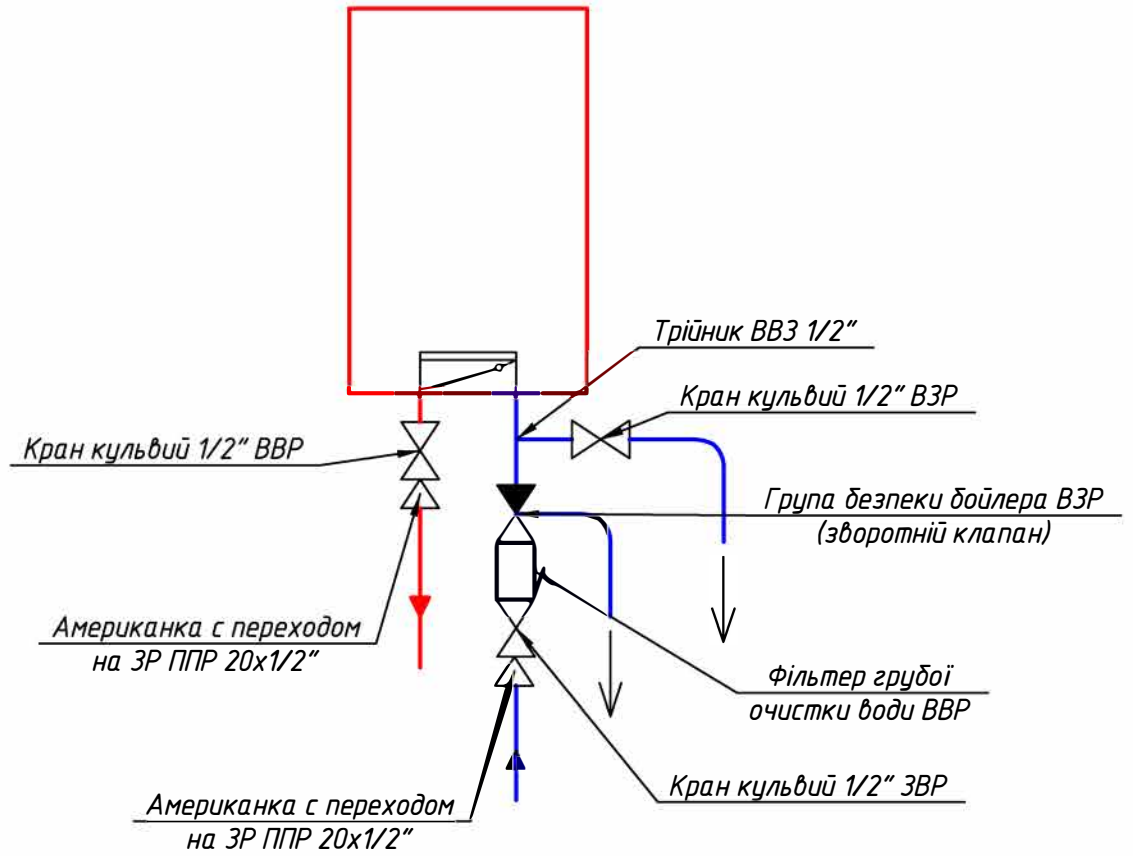 Трійник ВВЗ 1/2"
Кран кульвий 1/2" ВЗР
Кран кульвий 1/2" ВВР
Група безпеки бойлера ВЗР
(зворотній клапан)
Американка с переходом
на ЗР ППР 20х1/2"
Фільтер грубої
очистки води ВВР
Кран кульвий 1/2" ЗВР
Американка с переходом
на ЗР ППР 20х1/2"